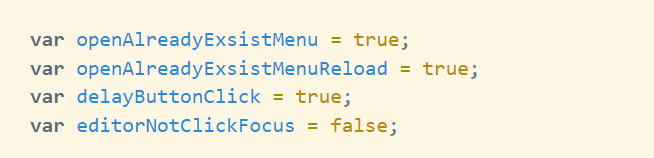 var openAlreadyExsistMenu = true;
var openAlreadyExsistMenuReload = true;
var delayButtonClick = true;
var editorNotClickFocus = false;